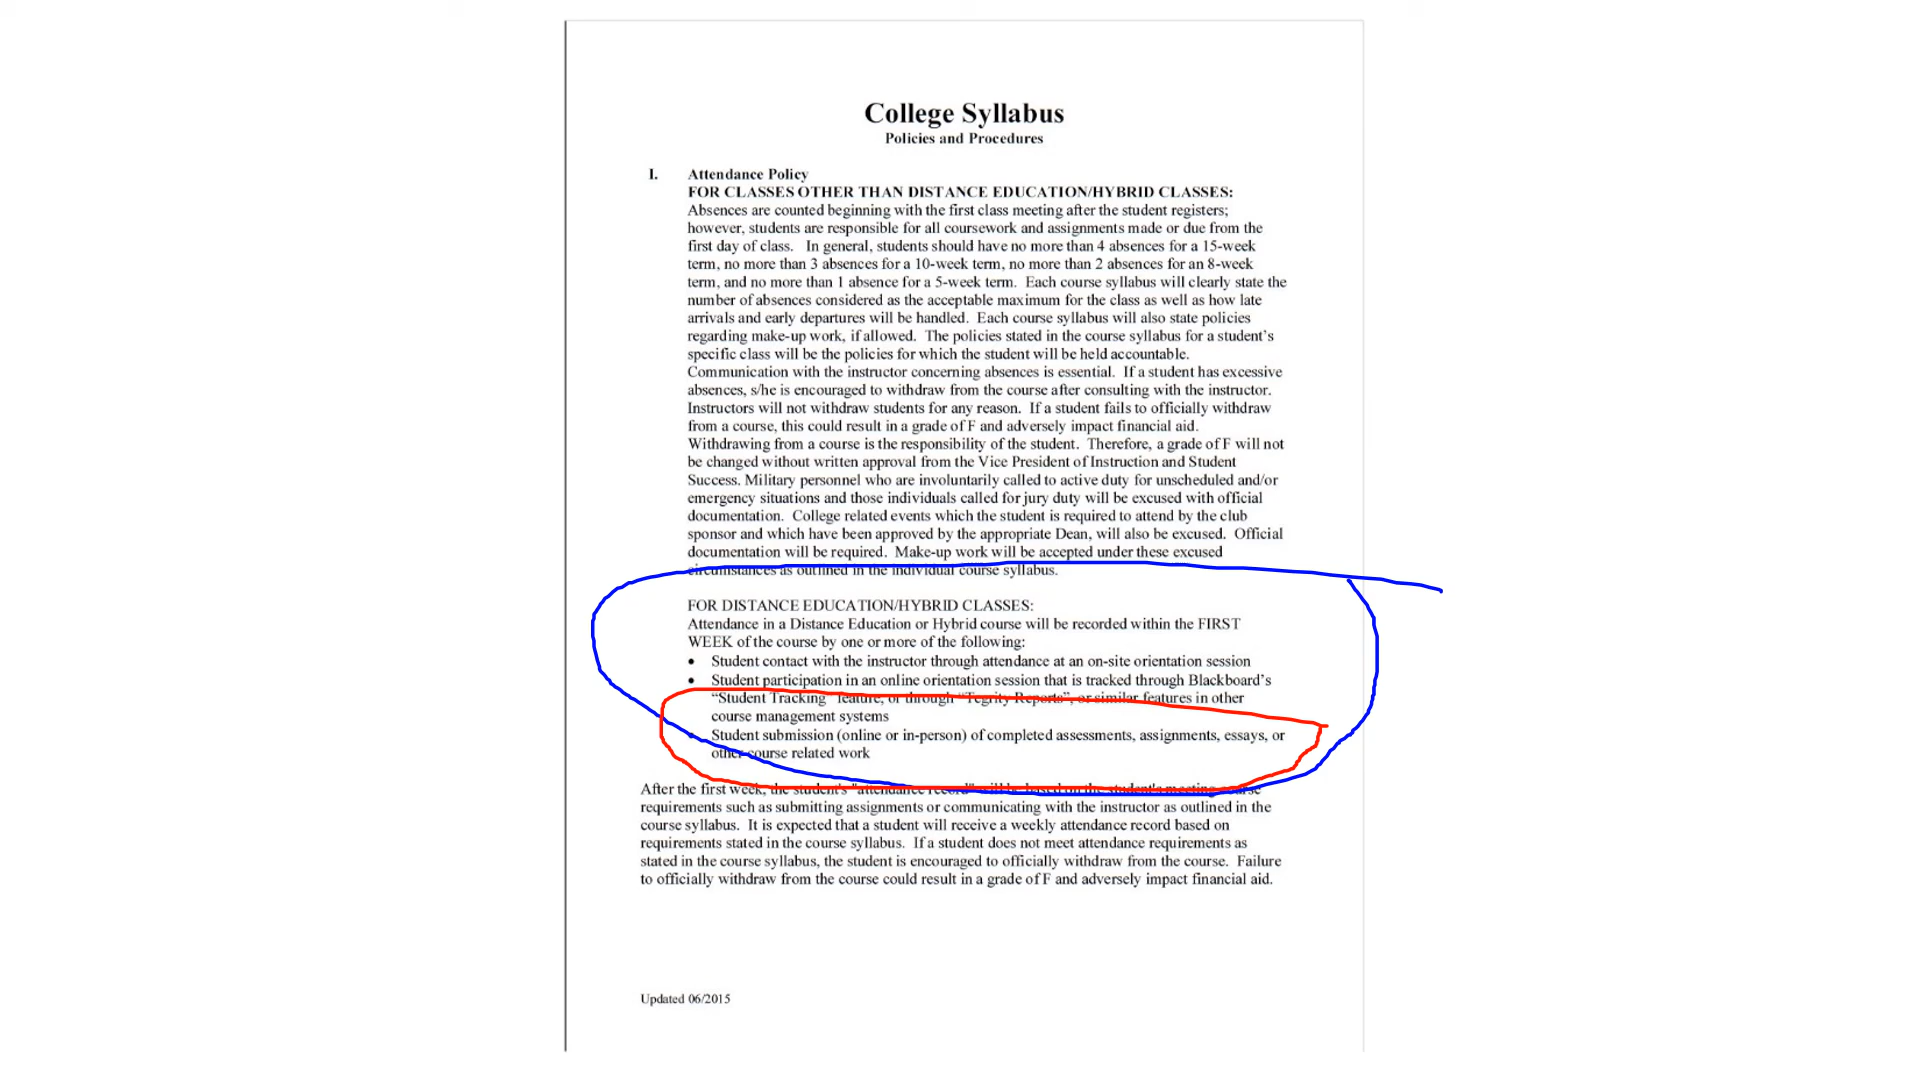 College Syllabus
Policies and Procedures
I. Attendance Policy
FOR CLASSES OTHER THAN DISTANCE EDUCATION/HYBRID CLASSES:
Absences are counted beginning with the first class meeting after the student registers;
however, students are responsible for all coursework and assignments made or due from the
first day of class. In general, students should have no more than 4 absences for a 15-week
term, no more than 3 absences for a 10-week term, no more than 2 absences for an 8-week
term, and no more than 1 absence for a 5-week term. Each course syllabus will clearly state the
number of absences considered as the acceptable maximum for the class as well as how late
arrivals and early departures will be handled. Each course syllabus will also state policies
regarding make-up work, if allowed. The policies stated in the course syllabus for a student's
specific class will be the policies for which the student will be held accountable.
Communication with the instructor concerning absences is essential. If a student has excessive
absences, s/he is encouraged to withdraw from the course after consulting with the instructor.
Instructors will not withdraw students for any reason. If a student fails to officially withdraw
from a course, this could result in a grade of F and adversely impact financial aid.
Withdrawing from a course is the responsibility of the student. Therefore, a grade of F will not
be changed without written approval from the Vice President of Instruction and Student
Success. Military personnel who are involuntarily called to active duty for unscheduled and/or
emergency situations and those individuals called for jury duty will be excused with official
documentation. College related events which the student is required to attend by the club
sponsor and which have been approved by the appropriate Dean, will also be excused. Official
documentation will be required. Make-up work will be accepted under these excused
circumstances as outlined in the individual course syllabus.
FOR DISTANCE EDUCATION/HYBRID CLASSES:
Attendance in a Distance Education or Hybrid course will be recorded within the FIRST
WEEK of the course by one or more of the following:
• Student contact with the instructor through attendance at an on-site orientation session
• Student participation in an online orientation session that is tracked through Blackboard's
"Student Tracking" feature, or through "Tegrity Reports", or similar features in other
course management systems
• Student submission (online or in-person) of completed assessments, assignments, essays, or
other course related work
After the first week, the student's "attendance record" will be based on the student's meeting course
requirements such as submitting assignments or communicating with the instructor as outlined in the
course syllabus. It is expected that a student will receive a weekly attendance record based on
requirements stated in the course syllabus. If a student does not meet attendance requirements as
stated in the course syllabus, the student is encouraged to officially withdraw from the course. Failure
to officially withdraw from the course could result in a grade of F and adversely impact financial aid.
Updated 06/2015